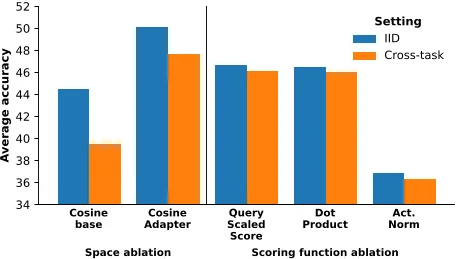 52
50
48
46
44
42
40
38
36
34
Average accuracy
Setting
IID
Cross-task
Cosine
base
Cosine
Adapter
Query
Scaled
Score
Dot
Product
Act.
Norm
Space ablation
Scoring function ablation